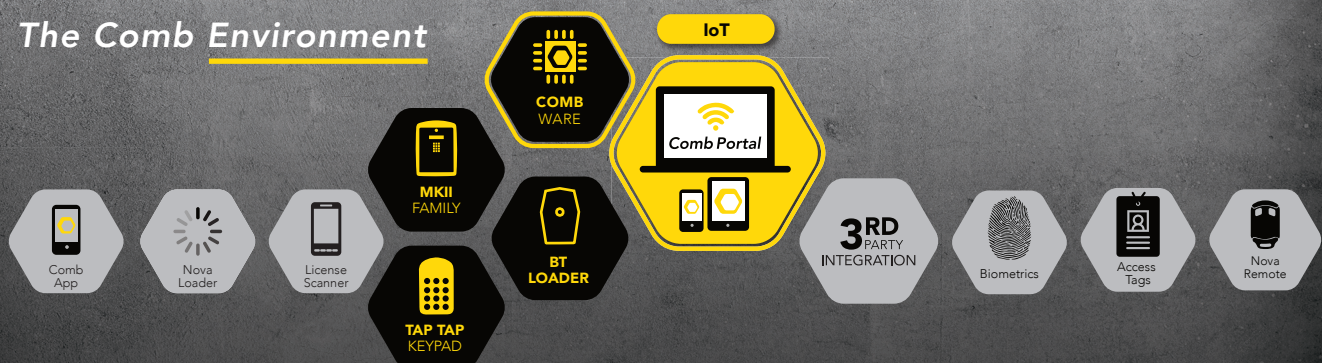 The Comb Environment
IoT
COMB
WARE
Comb Portal
MKII
FAMILY
BT
LOADER
TAP TAP
KEYPAD
Comb
App
Nova
Loader
License
Scanner
3RD
PARTY
INTEGRATION
Biometrics
Access
Tags
Nova
Remote